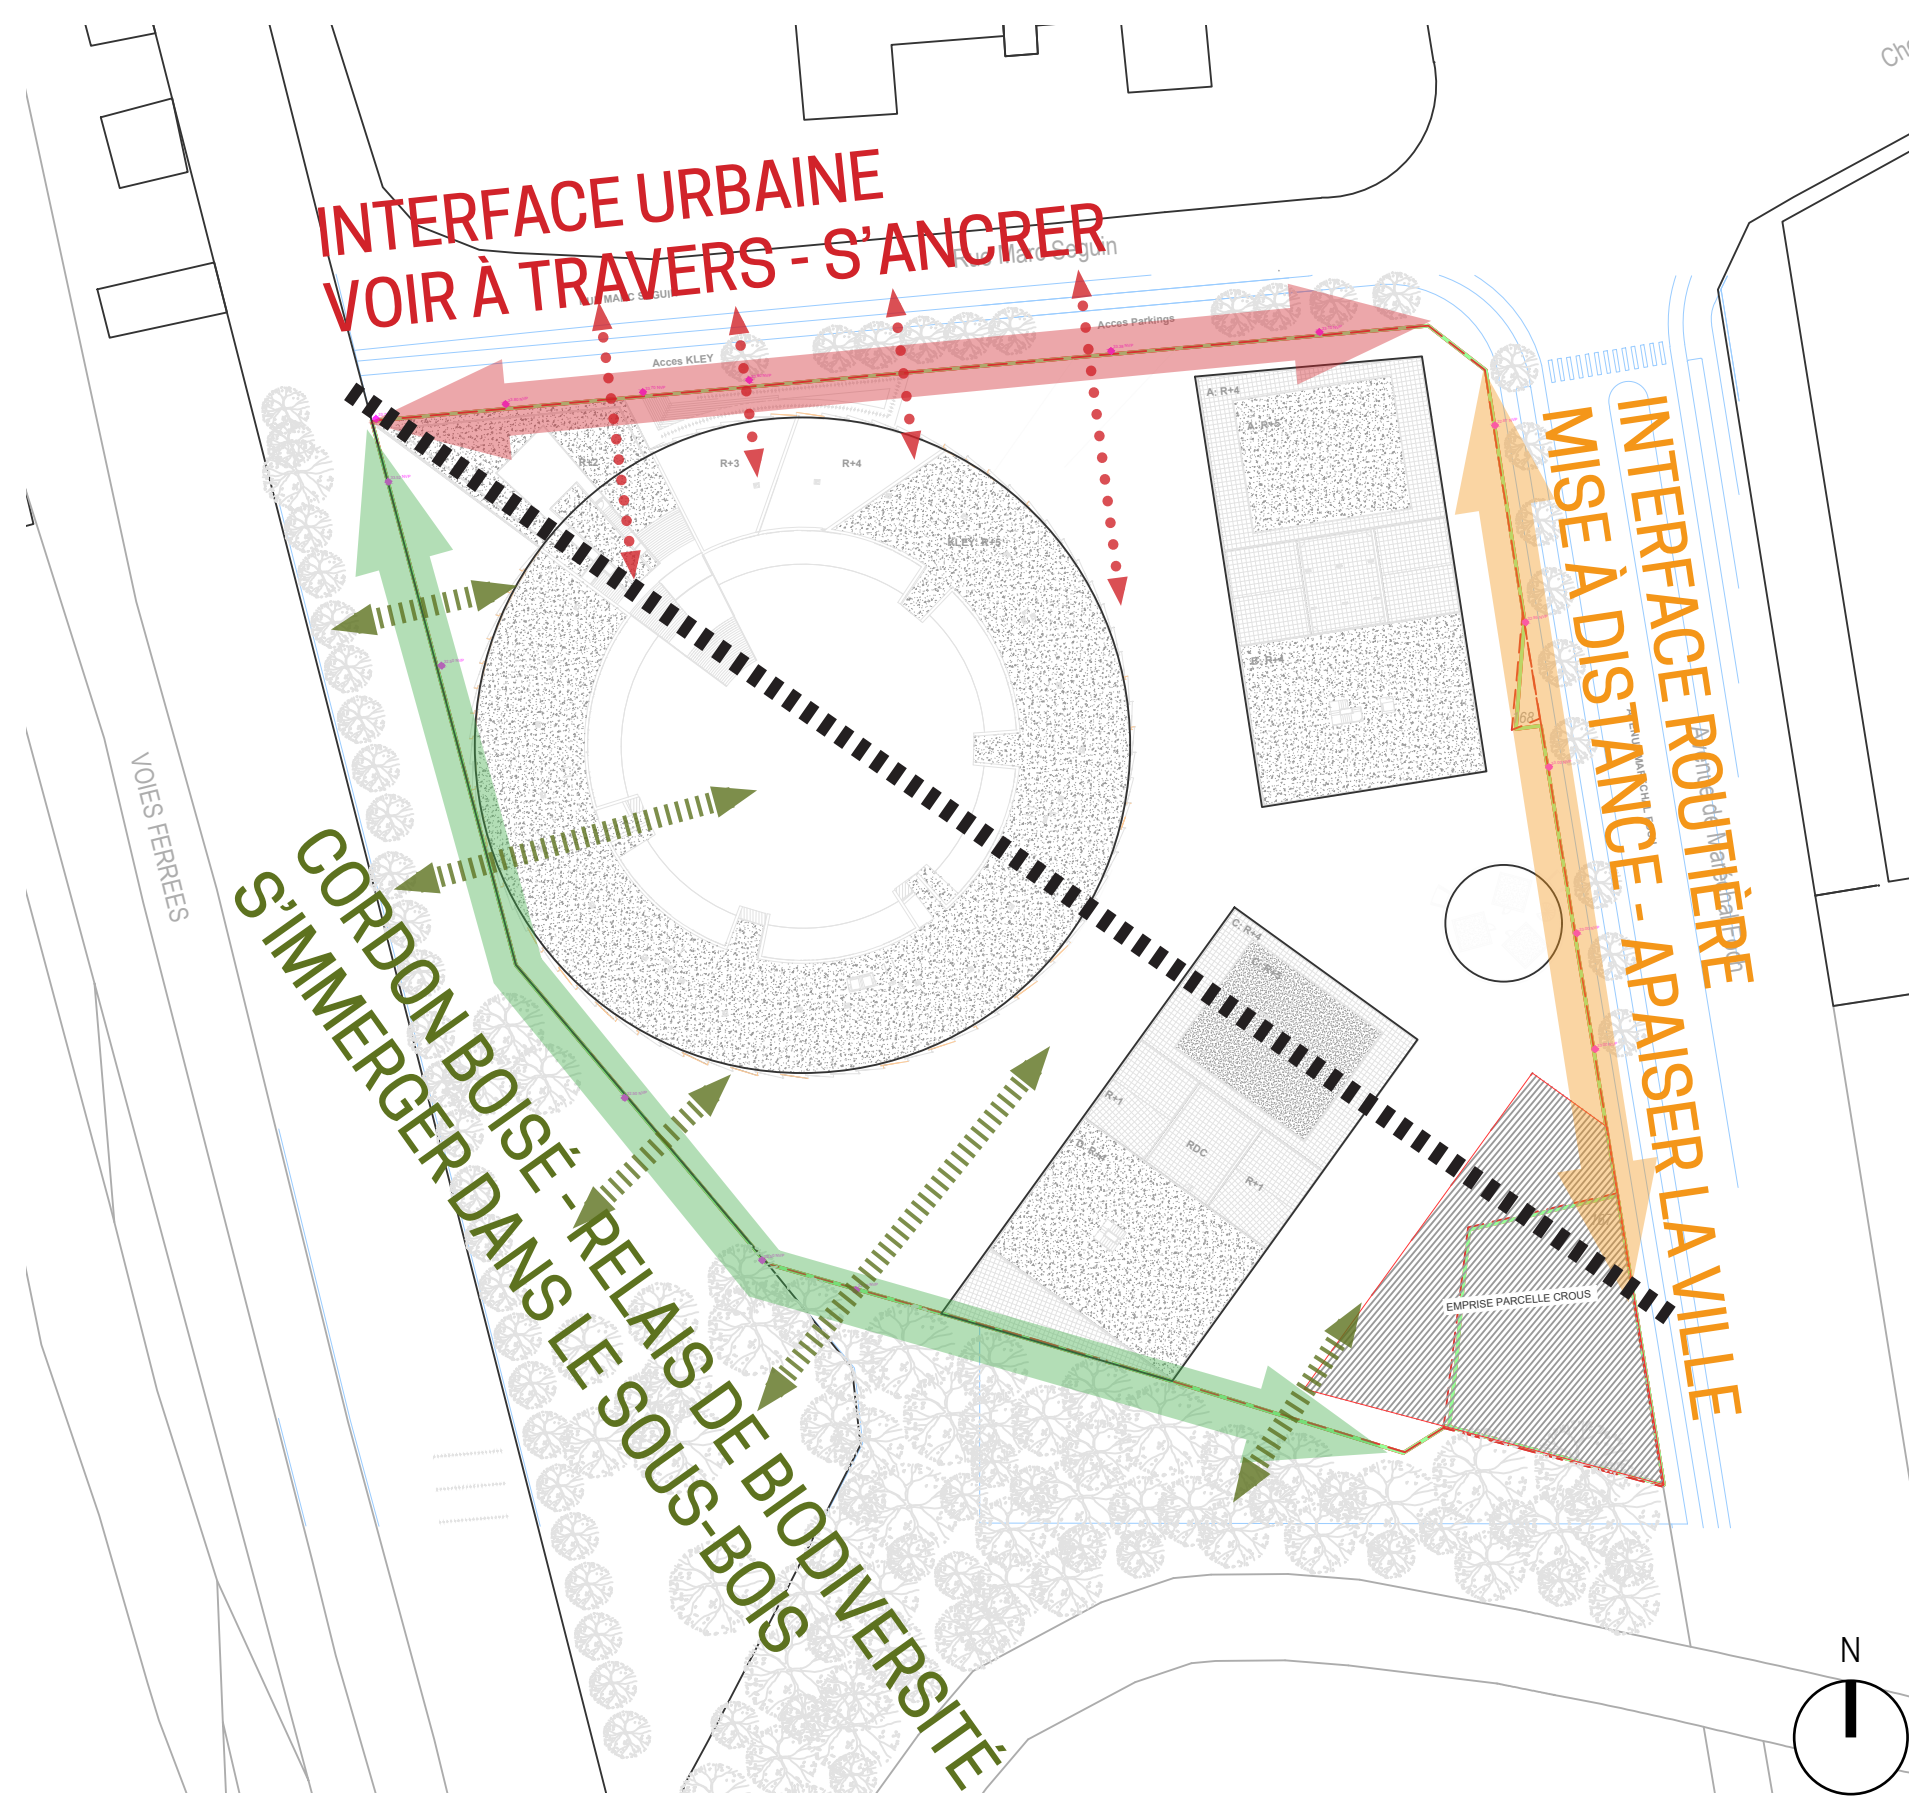 INTERFACE URBAINE
VOIR À TRAVERS - S'ANCRER
Rue Marc Seguin
Acces KLEY
Acces Parkings
R+2
R+3
R+4
KLEY: R+5
A: R+4
A: R+5
B: R+4
INTERFACE ROUTIÈRE
MISE À DISTANCE - APAISER LA VILLE
VOIES FERREES
CORDON BOISÉ - RELAIS DE BIODIVERSITÉ
S'IMMERGER DANS LE SOUS-BOIS
C: R+4
R+1
RDC
R+1
D: R+4
EMPRISE PARCELLE CROUS
N